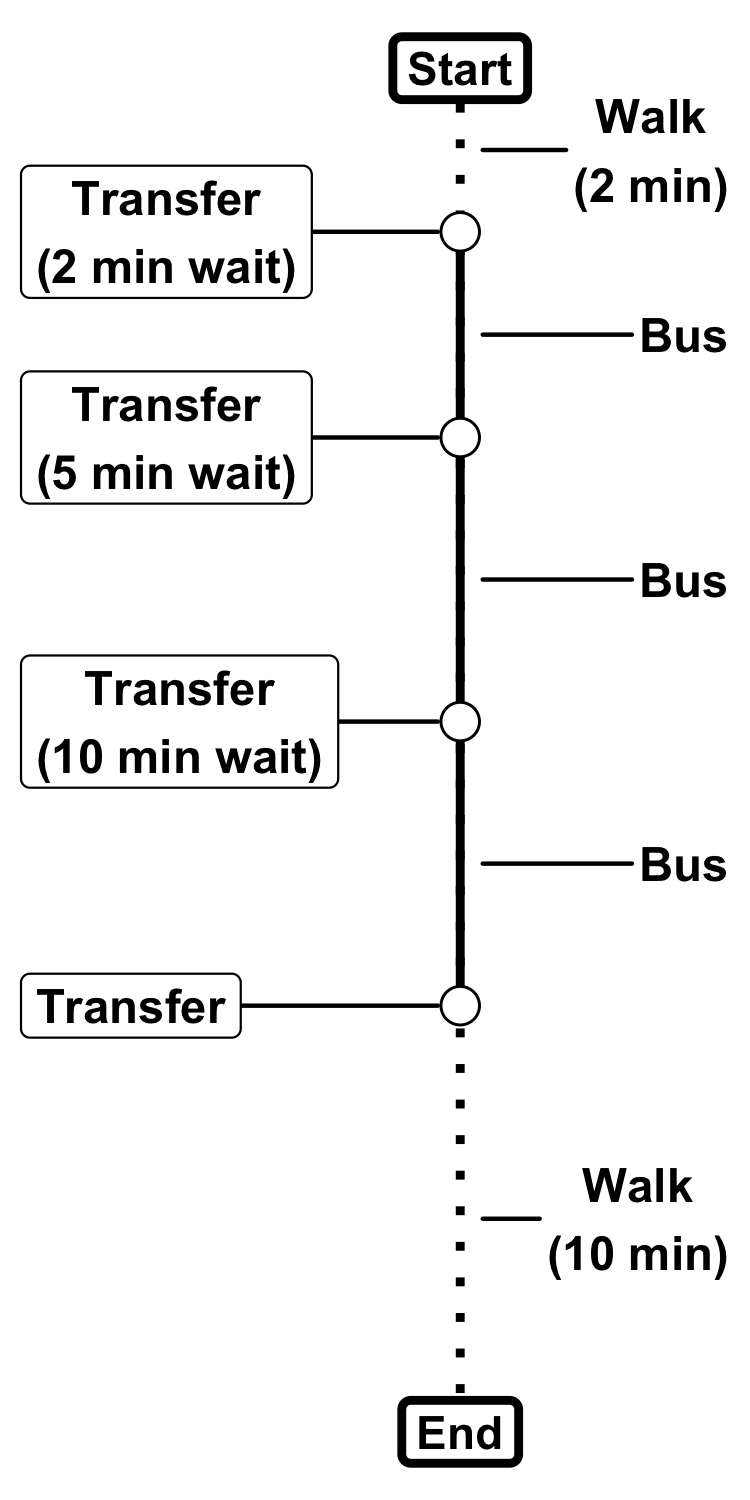 Start
Walk
(2 min)
Transfer
(2 min wait)
Bus
Transfer
(5 min wait)
Bus
Transfer
(10 min wait)
Bus
Transfer
Walk
(10 min)
End